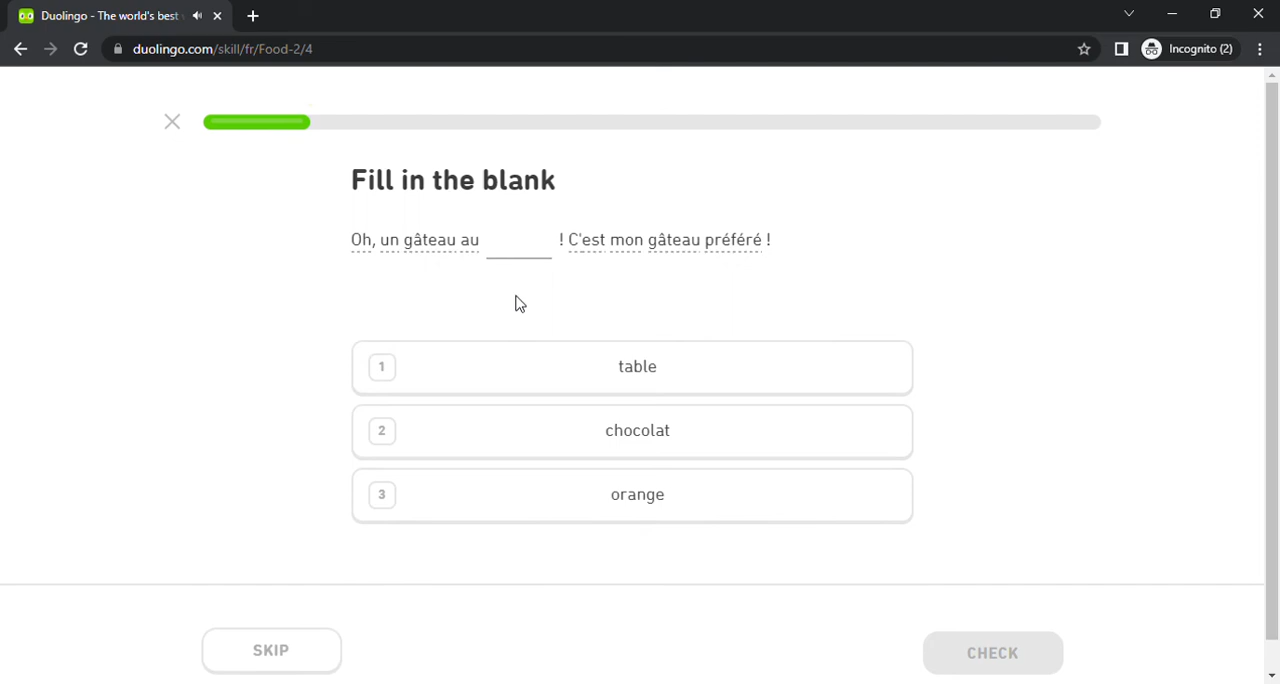 Duolingo - The world's best
duolingo.com/skill/fr/Food-2/4
Incognito (2)
Fill in the blank
Oh, un gâteau au ______ ! C'est mon gâteau préféré !
1 table
2 chocolat
3 orange
SKIP
CHECK